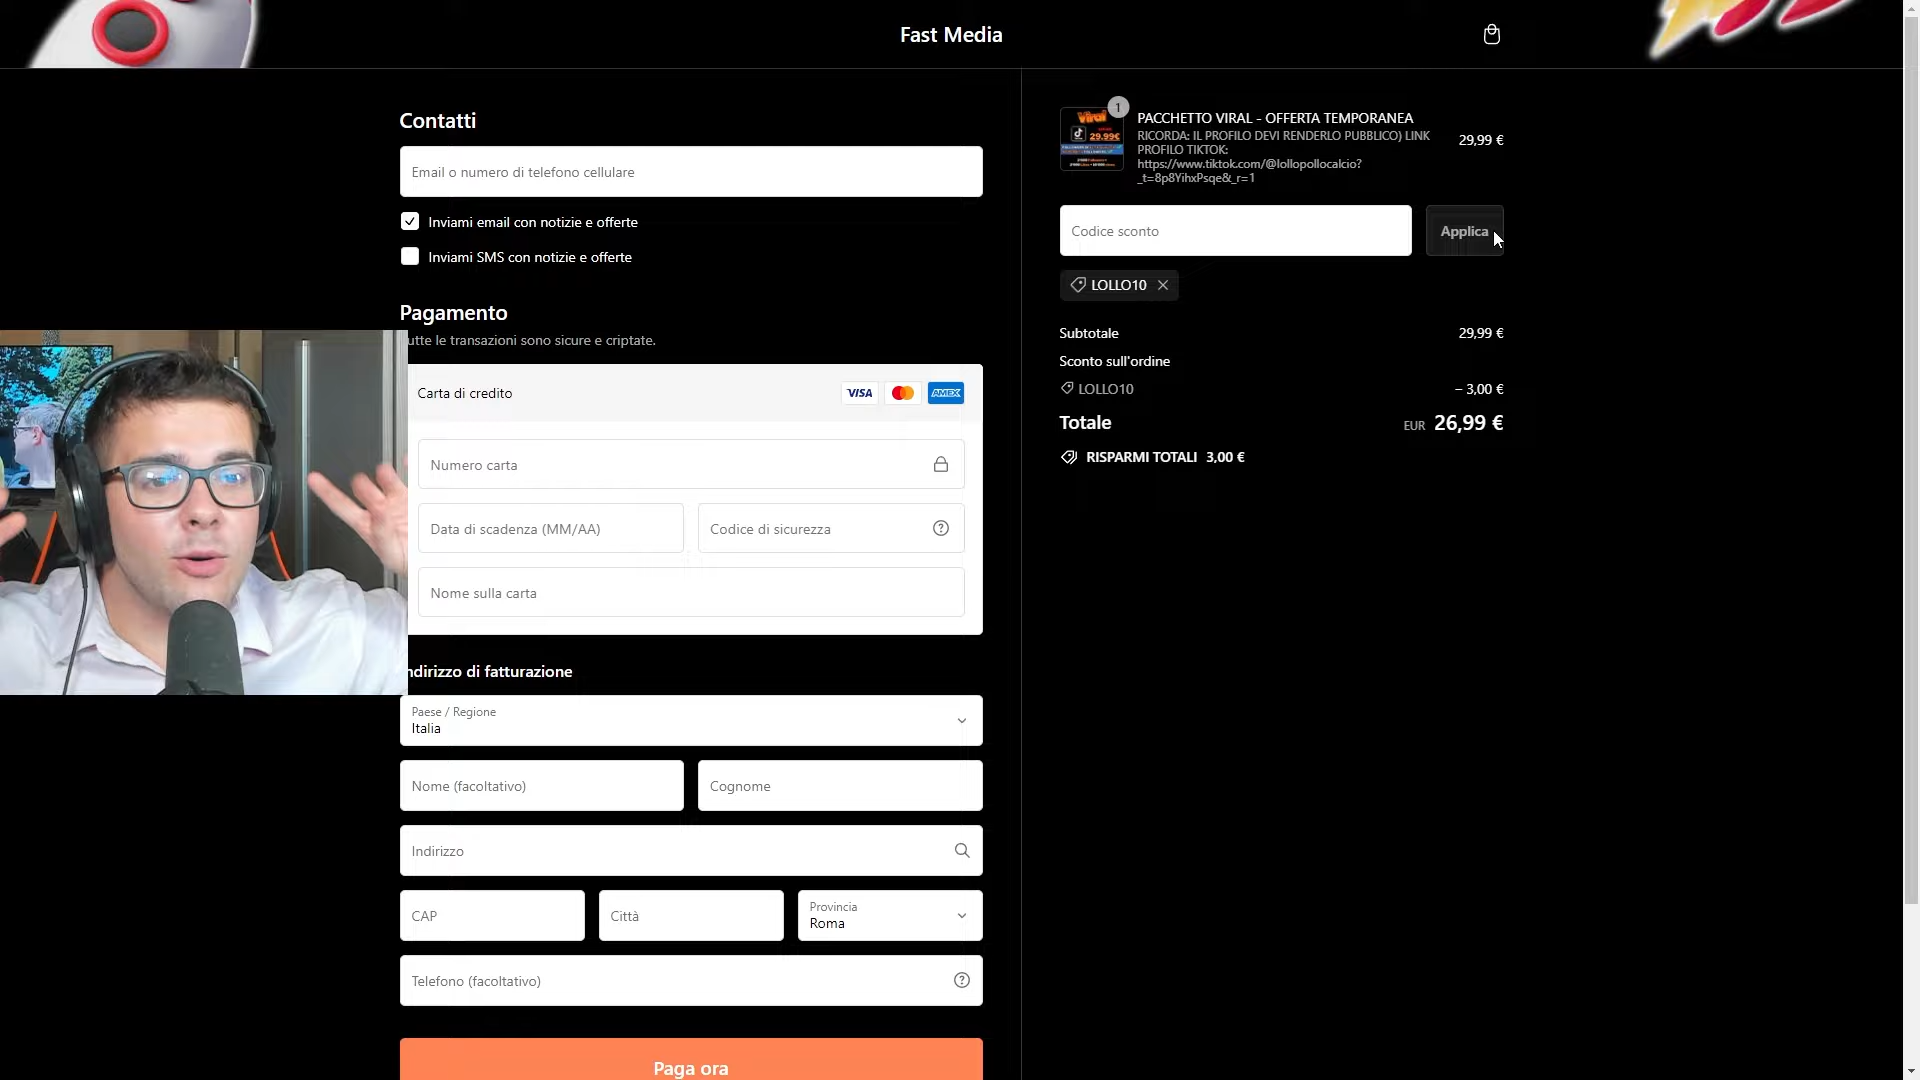 Fast Media
Contatti
Email o numero di telefono cellulare
Inviami email con notizie e offerte
Inviami SMS con notizie e offerte
Pagamento
utte le transazioni sono sicure e criptate.
Carta di credito
VISA
AMEX
Numero carta
Data di scadenza (MM/AA)
Codice di sicurezza
Nome sulla carta
ndirizzo di fatturazione
Paese / Regione
Italia
Nome (facoltativo)
Cognome
Indirizzo
CAP
Città
Provincia
Roma
Telefono (facoltativo)
Paga ora
1
Viral
29.99€
PACCHETTO VIRAL - OFFERTA TEMPORANEA
RICORDA: IL PROFILO DEVI RENDERLO PUBBLICO) LINK
PROFILO TIKTOK:
https://www.tiktok.com/@lollopollocalcio?
_t=8p8YihxPsqe&_r=1
29,99 €
Codice sconto
Applica
LOLLO10
Subtotale
29,99 €
Sconto sull'ordine
LOLLO10
– 3,00 €
Totale
EUR 26,99 €
RISPARMI TOTALI 3,00 €